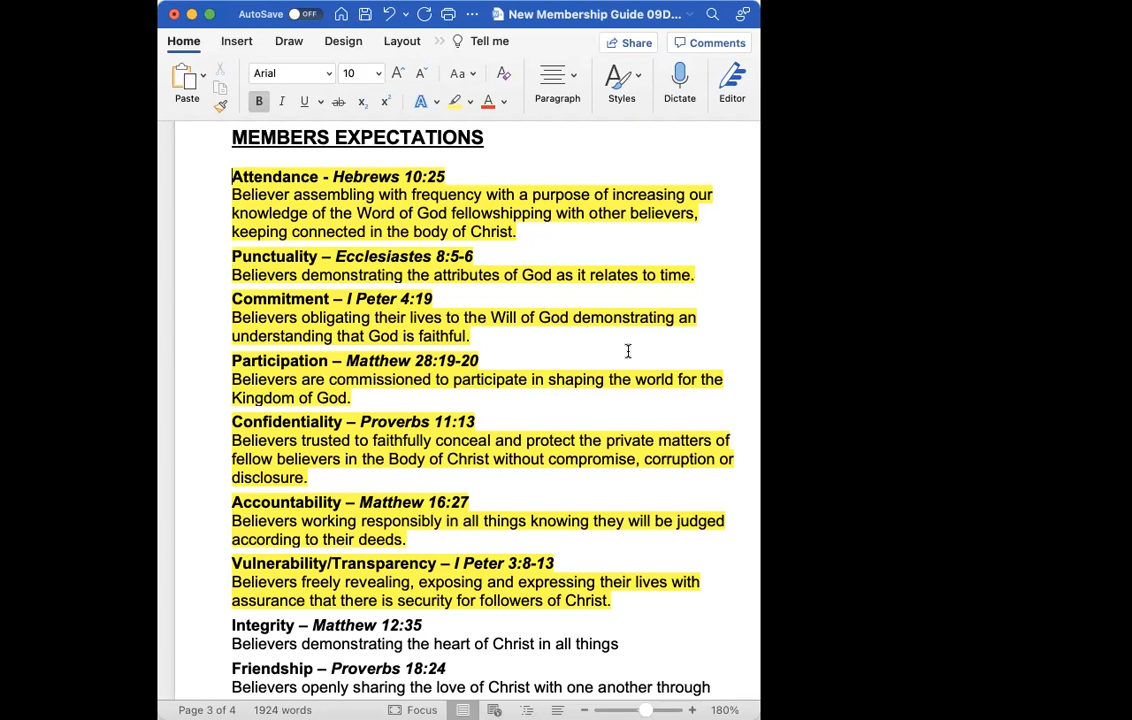 AutoSave OFF New Membership Guide 09D...
Home Insert Draw Design Layout Tell me Share Comments
Paste Arial 10 Aa Paragraph Styles Dictate Editor
B I U ab x2 x2 A A
MEMBERS EXPECTATIONS
Attendance - Hebrews 10:25
Believer assembling with frequency with a purpose of increasing our
knowledge of the Word of God fellowshipping with other believers,
keeping connected in the body of Christ.
Punctuality – Ecclesiastes 8:5-6
Believers demonstrating the attributes of God as it relates to time.
Commitment – I Peter 4:19
Believers obligating their lives to the Will of God demonstrating an
understanding that God is faithful.
Participation – Matthew 28:19-20
Believers are commissioned to participate in shaping the world for the
Kingdom of God.
Confidentiality – Proverbs 11:13
Believers trusted to faithfully conceal and protect the private matters of
fellow believers in the Body of Christ without compromise, corruption or
disclosure.
Accountability – Matthew 16:27
Believers working responsibly in all things knowing they will be judged
according to their deeds.
Vulnerability/Transparency – I Peter 3:8-13
Believers freely revealing, exposing and expressing their lives with
assurance that there is security for followers of Christ.
Integrity – Matthew 12:35
Believers demonstrating the heart of Christ in all things
Friendship – Proverbs 18:24
Believers openly sharing the love of Christ with one another through
Page 3 of 4 1924 words Focus 180%